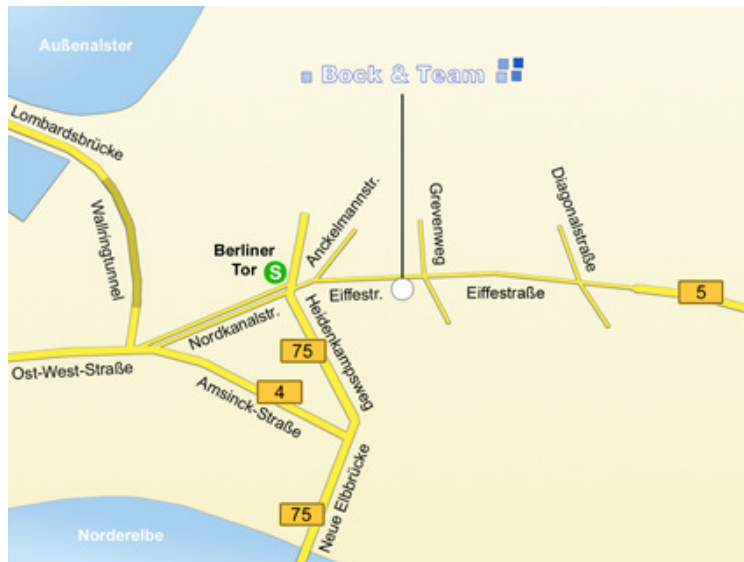 Außenalster
Bock & Team
Lombardsbrücke
Wallringtunnel
Anckelmannstr.
Grevenweg
Diagonalstraße
Berliner
Tor
S
Eiffestr.
Eiffestraße
5
Nordkanalstr.
Heidenkampsweg
75
Ost-West-Straße
4
Amsinck-Straße
75
Neue Elbbrücke
Norderelbe